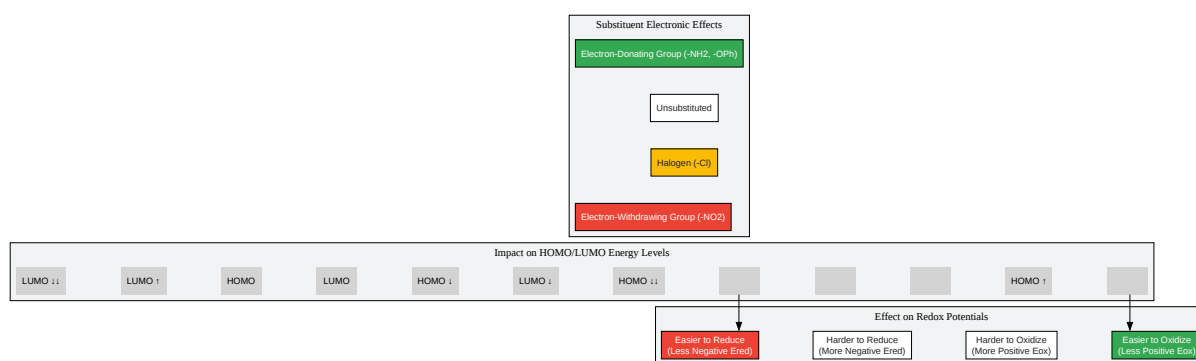 Substituent Electronic Effects
Electron-Donating Group (-NH2, -OPh)
Unsubstituted
Halogen (-Cl)
Electron-Withdrawing Group (-NO2)
Impact on HOMO/LUMO Energy Levels
LUMO ↓↓
LUMO ↑
HOMO
LUMO
HOMO ↓
LUMO ↓
HOMO ↓↓
HOMO ↑
Effect on Redox Potentials
Easier to Reduce
(Less Negative Ered)
Harder to Reduce
(More Negative Ered)
Harder to Oxidize
(More Positive Eox)
Easier to Oxidize
(Less Positive Eox)